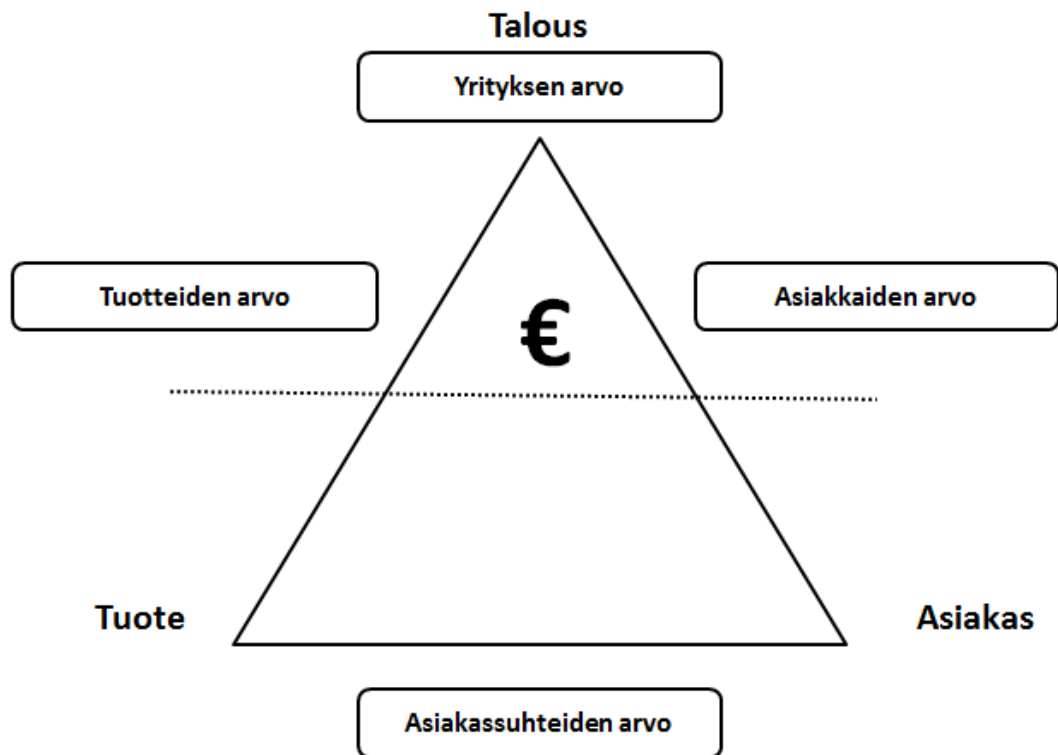 Talous
Yrityksen arvo
Tuotteiden arvo
Asiakkaiden arvo
€
Tuote
Asiakas
Asiakassuhteiden arvo